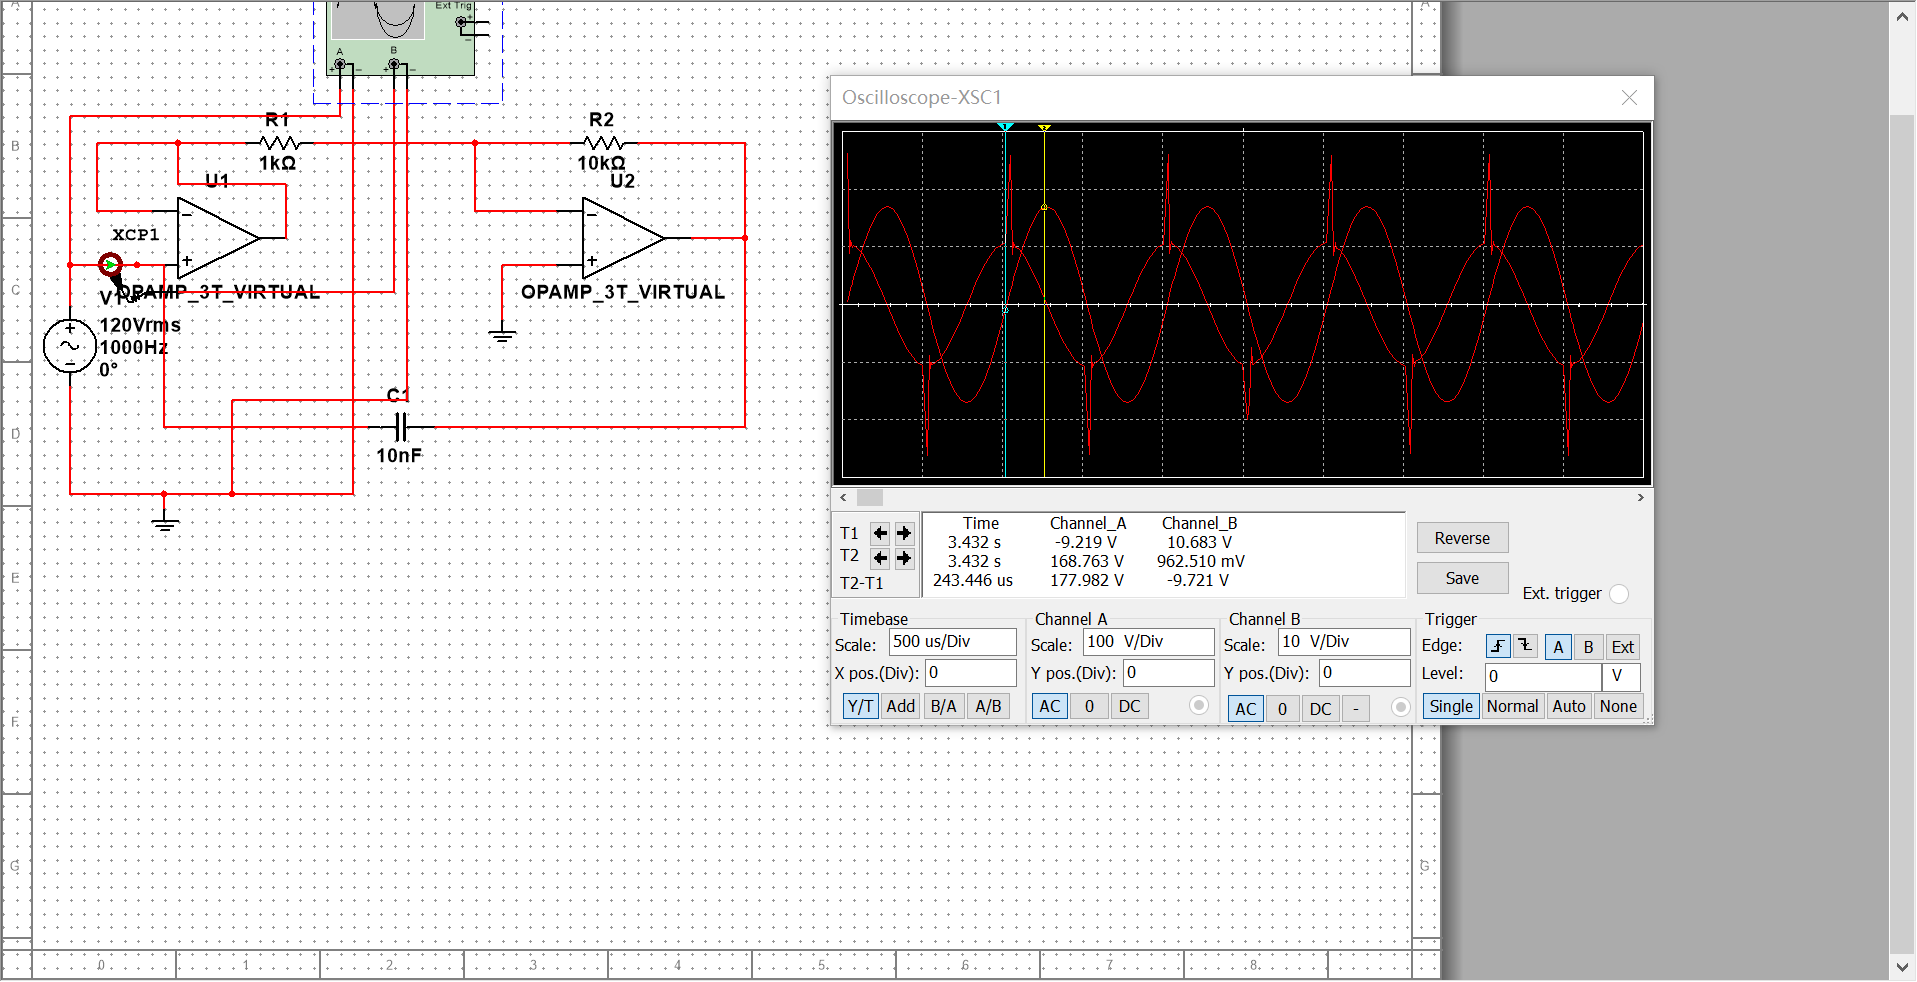 A
A
Ext Trig
+
−
A
B
+ −
+ −
R1
1kΩ
R2
10kΩ
U1
U2
−
+
−
+
XCP1
OPAMP_3T_VIRTUAL
OPAMP_3T_VIRTUAL
V1
120Vrms
1000Hz
0°
+
−
C1
10nF
B
C
D
E
F
G
G
0 1 2 3 4 5 6 7 8
Oscilloscope-XSC1
1 2
T1
T2
T2-T1
Time Channel_A Channel_B
3.432 s -9.219 V 10.683 V
3.432 s 168.763 V 962.510 mV
243.446 us 177.982 V -9.721 V
Reverse
Save
Ext. trigger
Timebase
Scale: 500 us/Div
X pos.(Div): 0
Y/T Add B/A A/B
Channel A
Scale: 100 V/Div
Y pos.(Div): 0
AC 0 DC
Channel B
Scale: 10 V/Div
Y pos.(Div): 0
AC 0 DC -
Trigger
Edge: A B Ext
Level: 0 V
Single Normal Auto None